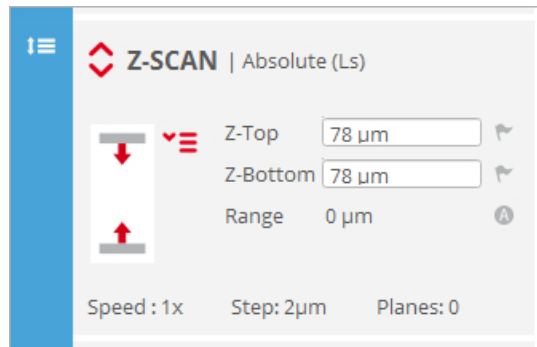 Z-SCAN | Absolute (Ls)
Z-Top 78 µm
Z-Bottom 78 µm
Range 0 µm A
Speed : 1x Step: 2µm Planes: 0